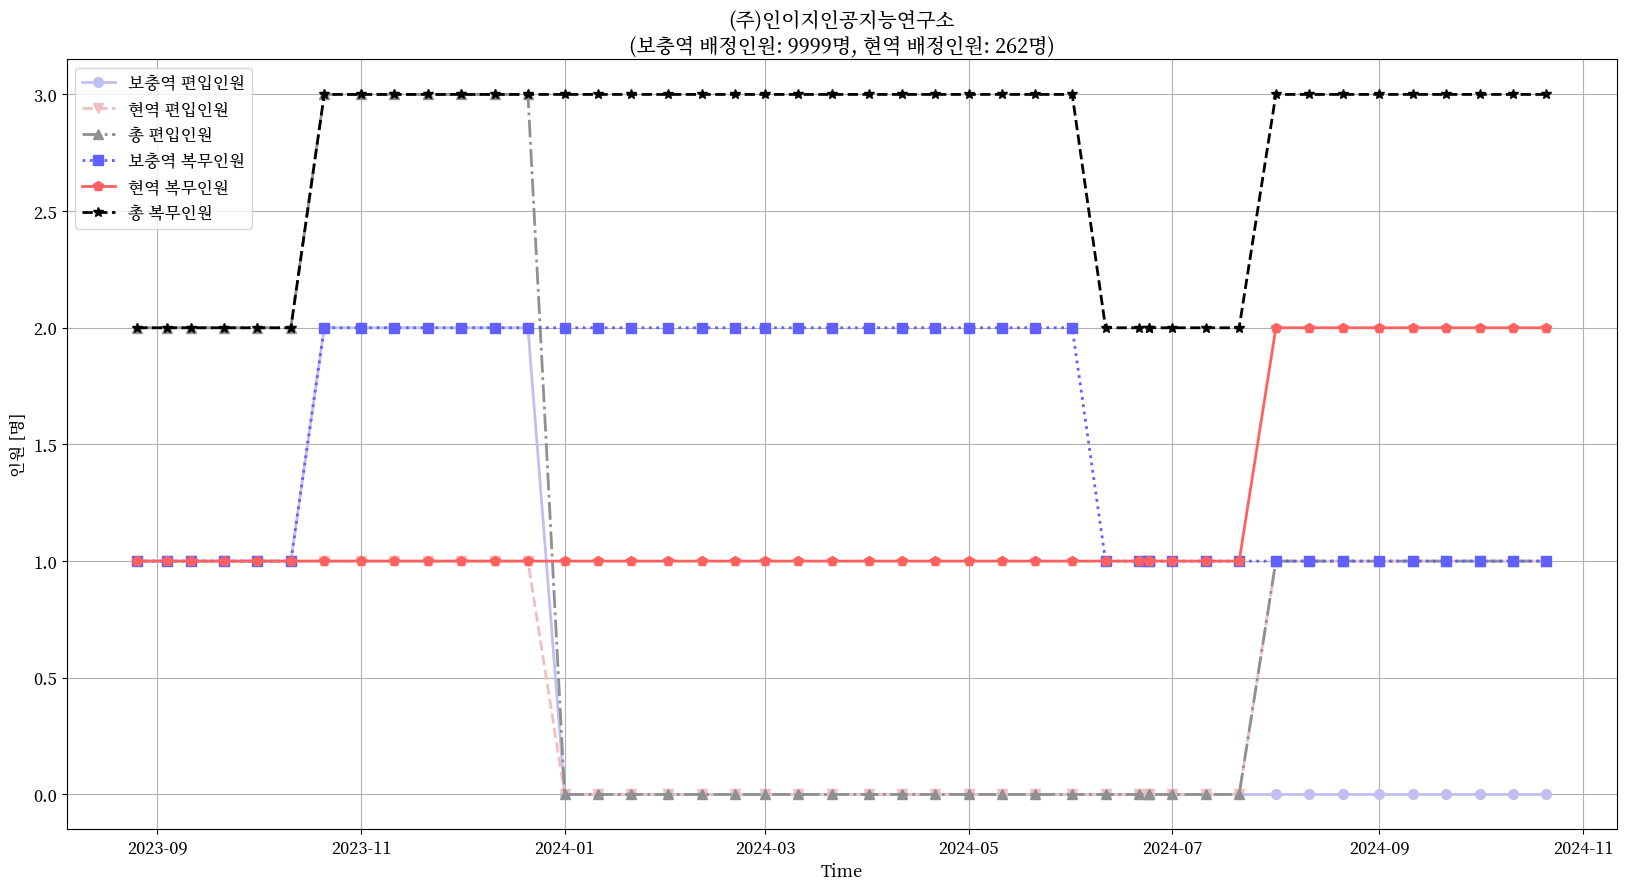 (주)인이지인공지능연구소
(보충역 배정인원: 9999명, 현역 배정인원: 262명)
보충역 편입인원
현역 편입인원
총 편입인원
보충역 복무인원
현역 복무인원
총 복무인원
인원 [명]
3.0
2.5
2.0
1.5
1.0
0.5
0.0
2023-09
2023-11
2024-01
2024-03
2024-05
2024-07
2024-09
2024-11
Time